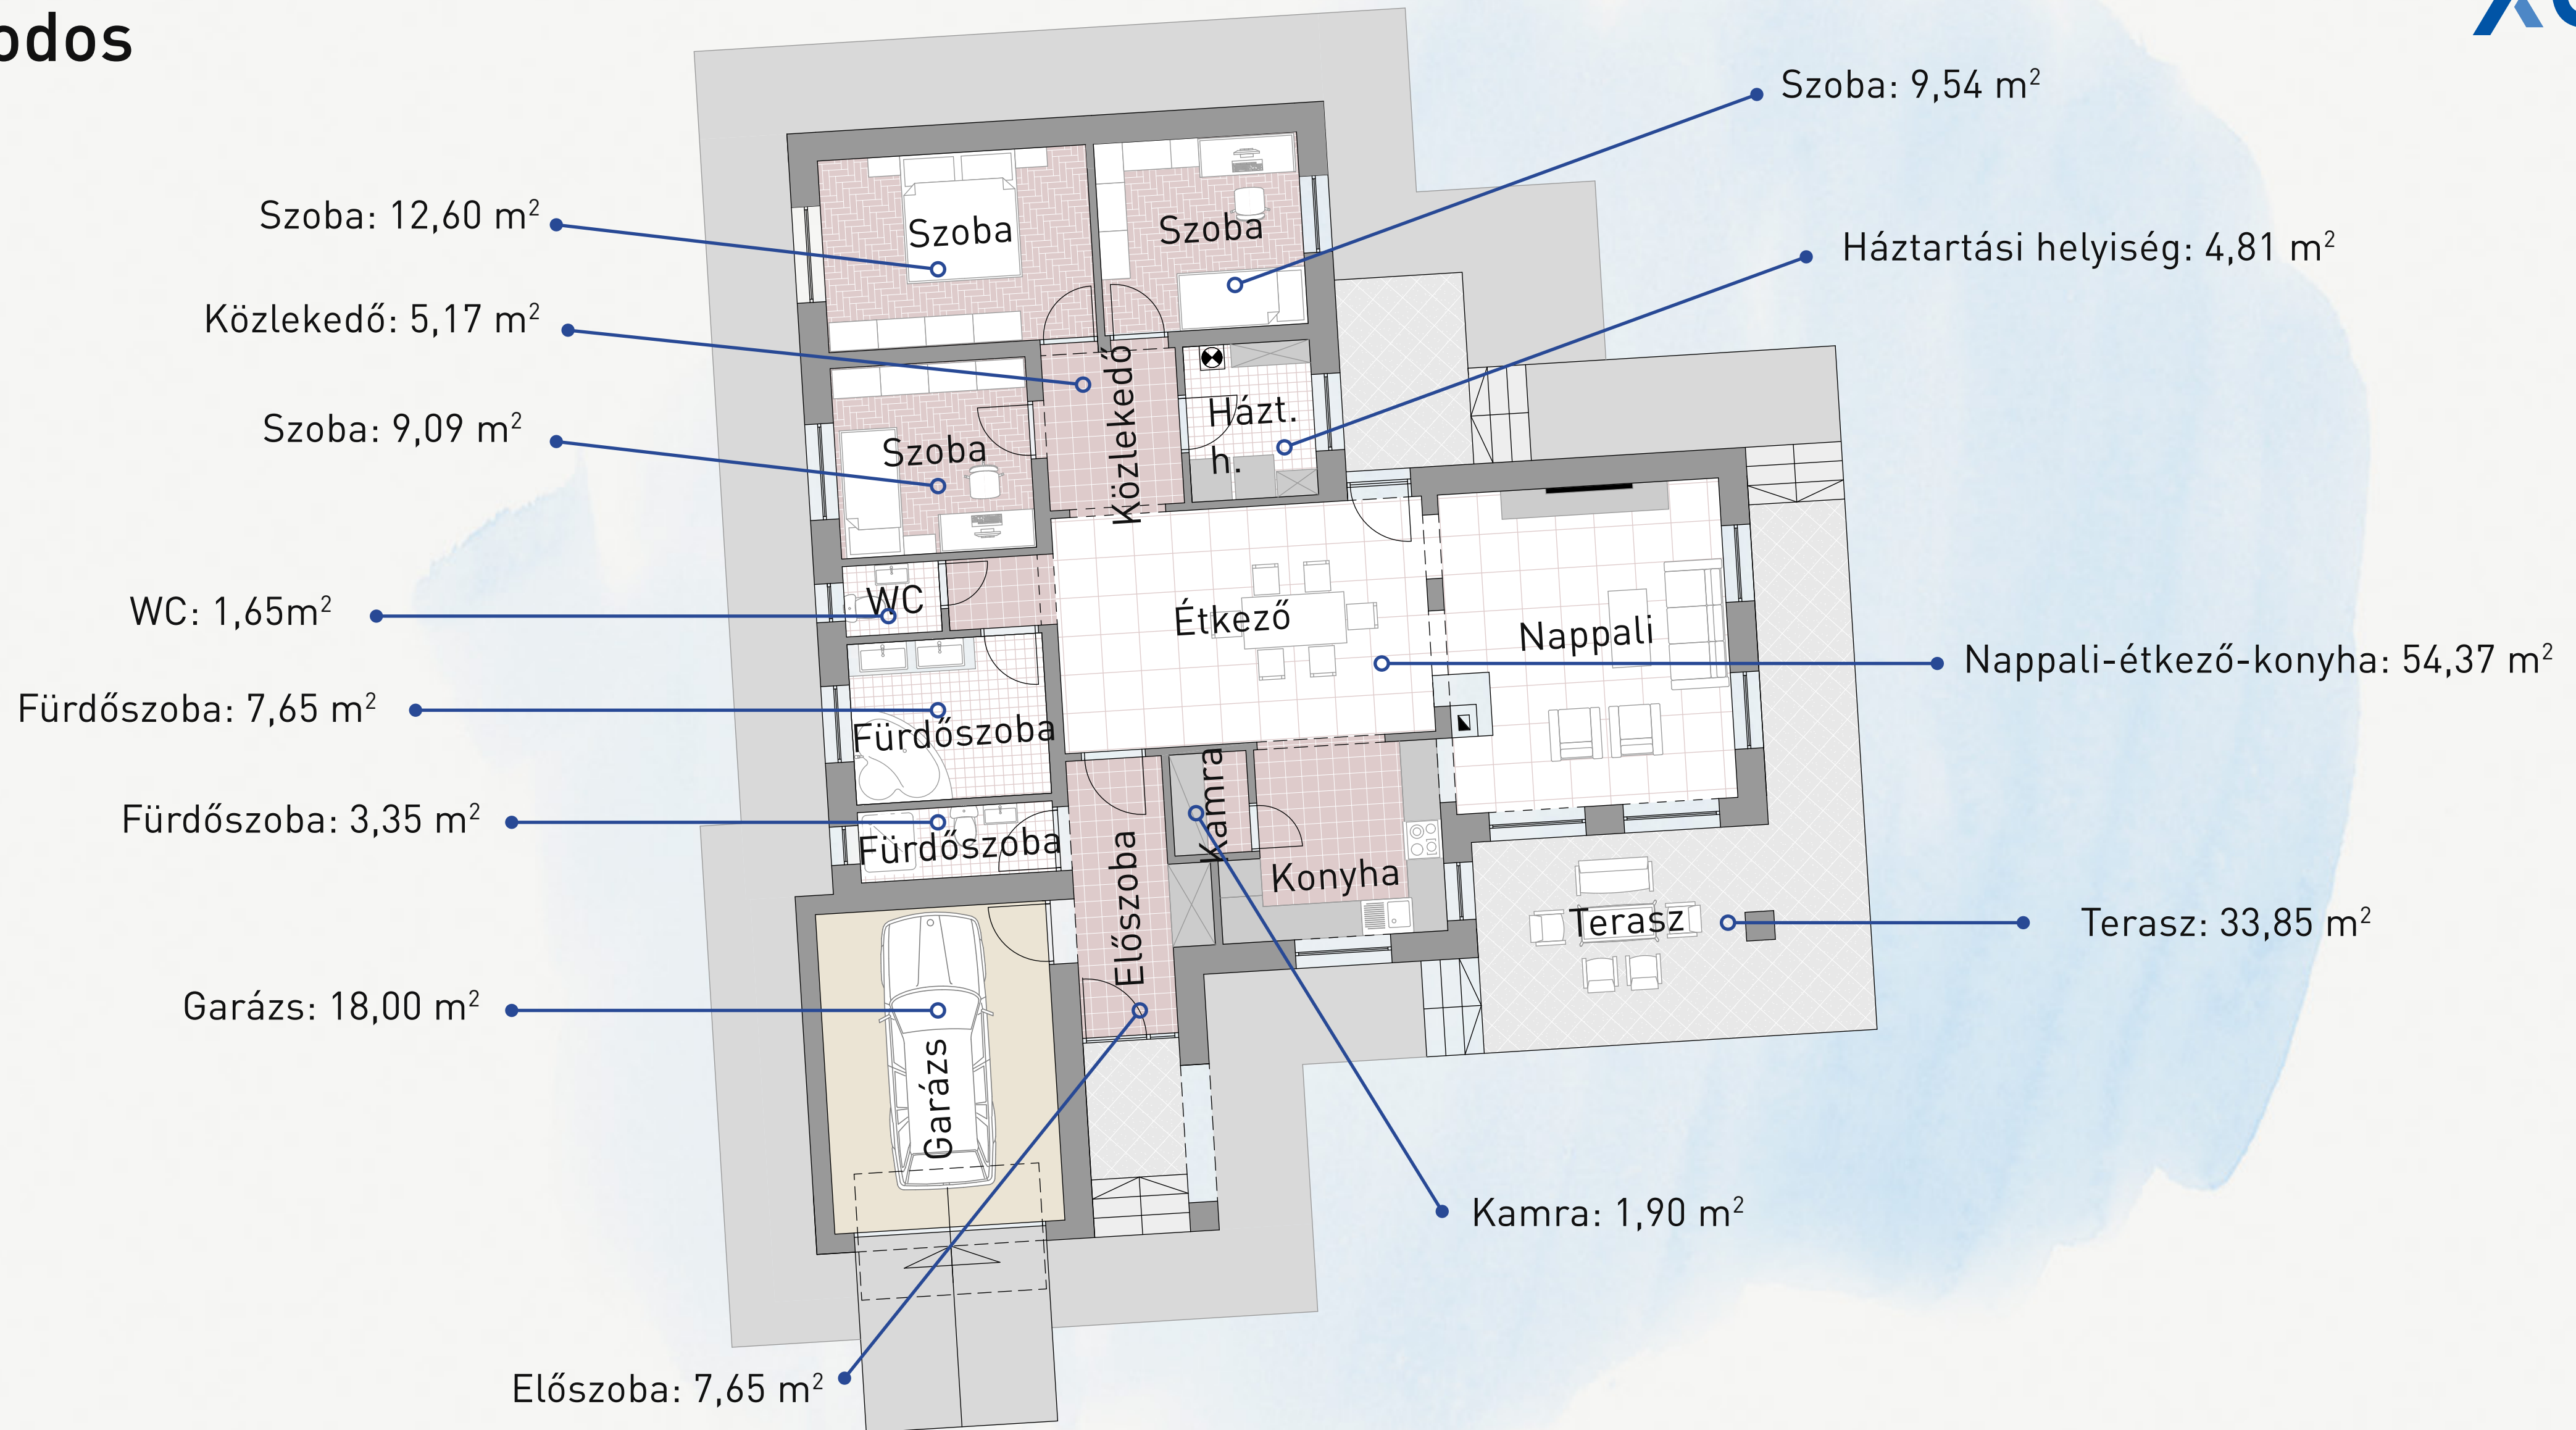 odos
Szoba: 9,54 m²
Szoba: 12,60 m²
Háztartási helyiség: 4,81 m²
Közlekedő: 5,17 m²
Szoba: 9,09 m²
WC: 1,65m²
Nappali-étkező-konyha: 54,37 m²
Fürdőszoba: 7,65 m²
Fürdőszoba: 3,35 m²
Terasz: 33,85 m²
Garázs: 18,00 m²
Kamra: 1,90 m²
Előszoba: 7,65 m²
Szoba
Szoba
Közlekedő
Házt.
h.
Szoba
WC
Étkező
Nappali
Fürdőszoba
Kamra
Fürdőszoba
Előszoba
Konyha
Terasz
Garázs